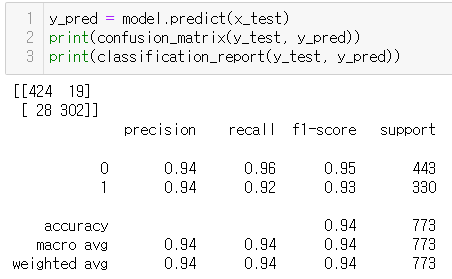 1 y_pred = model.predict(x_test)
2 print(confusion_matrix(y_test, y_pred))
3 print(classification_report(y_test, y_pred))
[[424  19]
 [ 28 302]]
              precision    recall  f1-score   support

           0       0.94      0.96      0.95       443
           1       0.94      0.92      0.93       330

    accuracy                           0.94       773
   macro avg       0.94      0.94      0.94       773
weighted avg       0.94      0.94      0.94       773